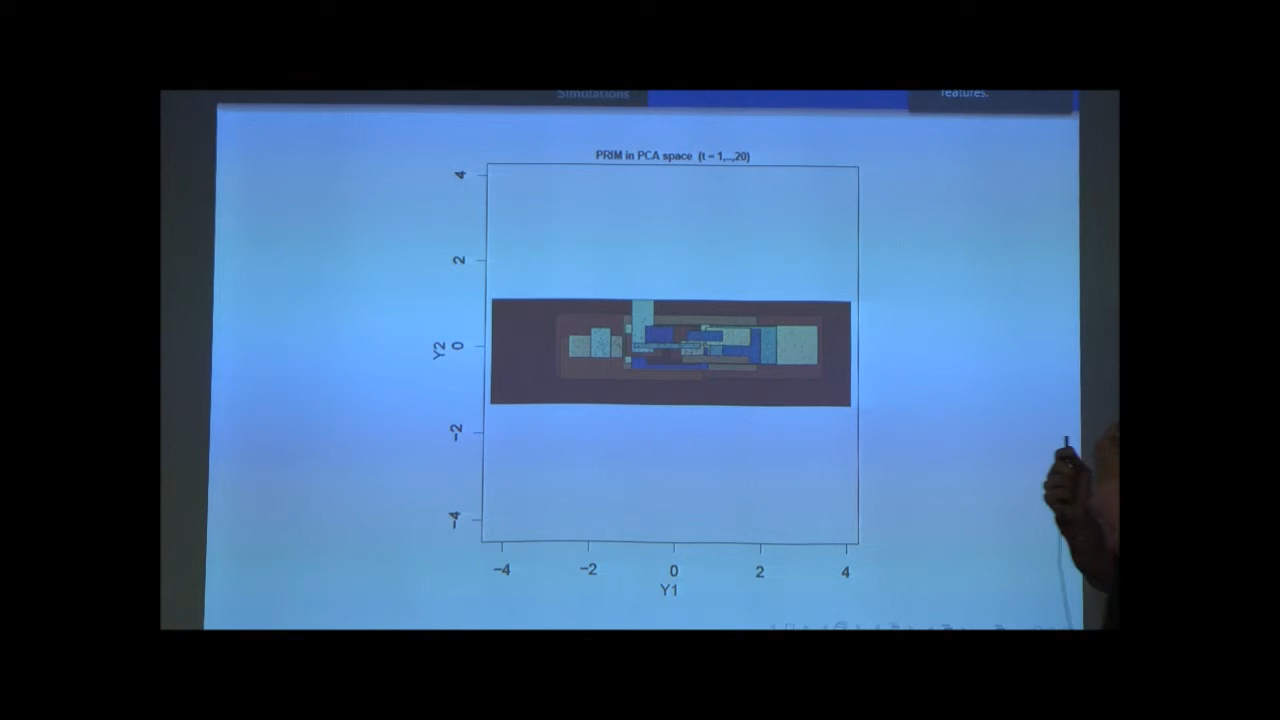 Simulations
features.
PRIM in PCA space (t = 1,..,20)
4
2
0
−2
−4
Y2
−4 −2 0 2 4
Y1